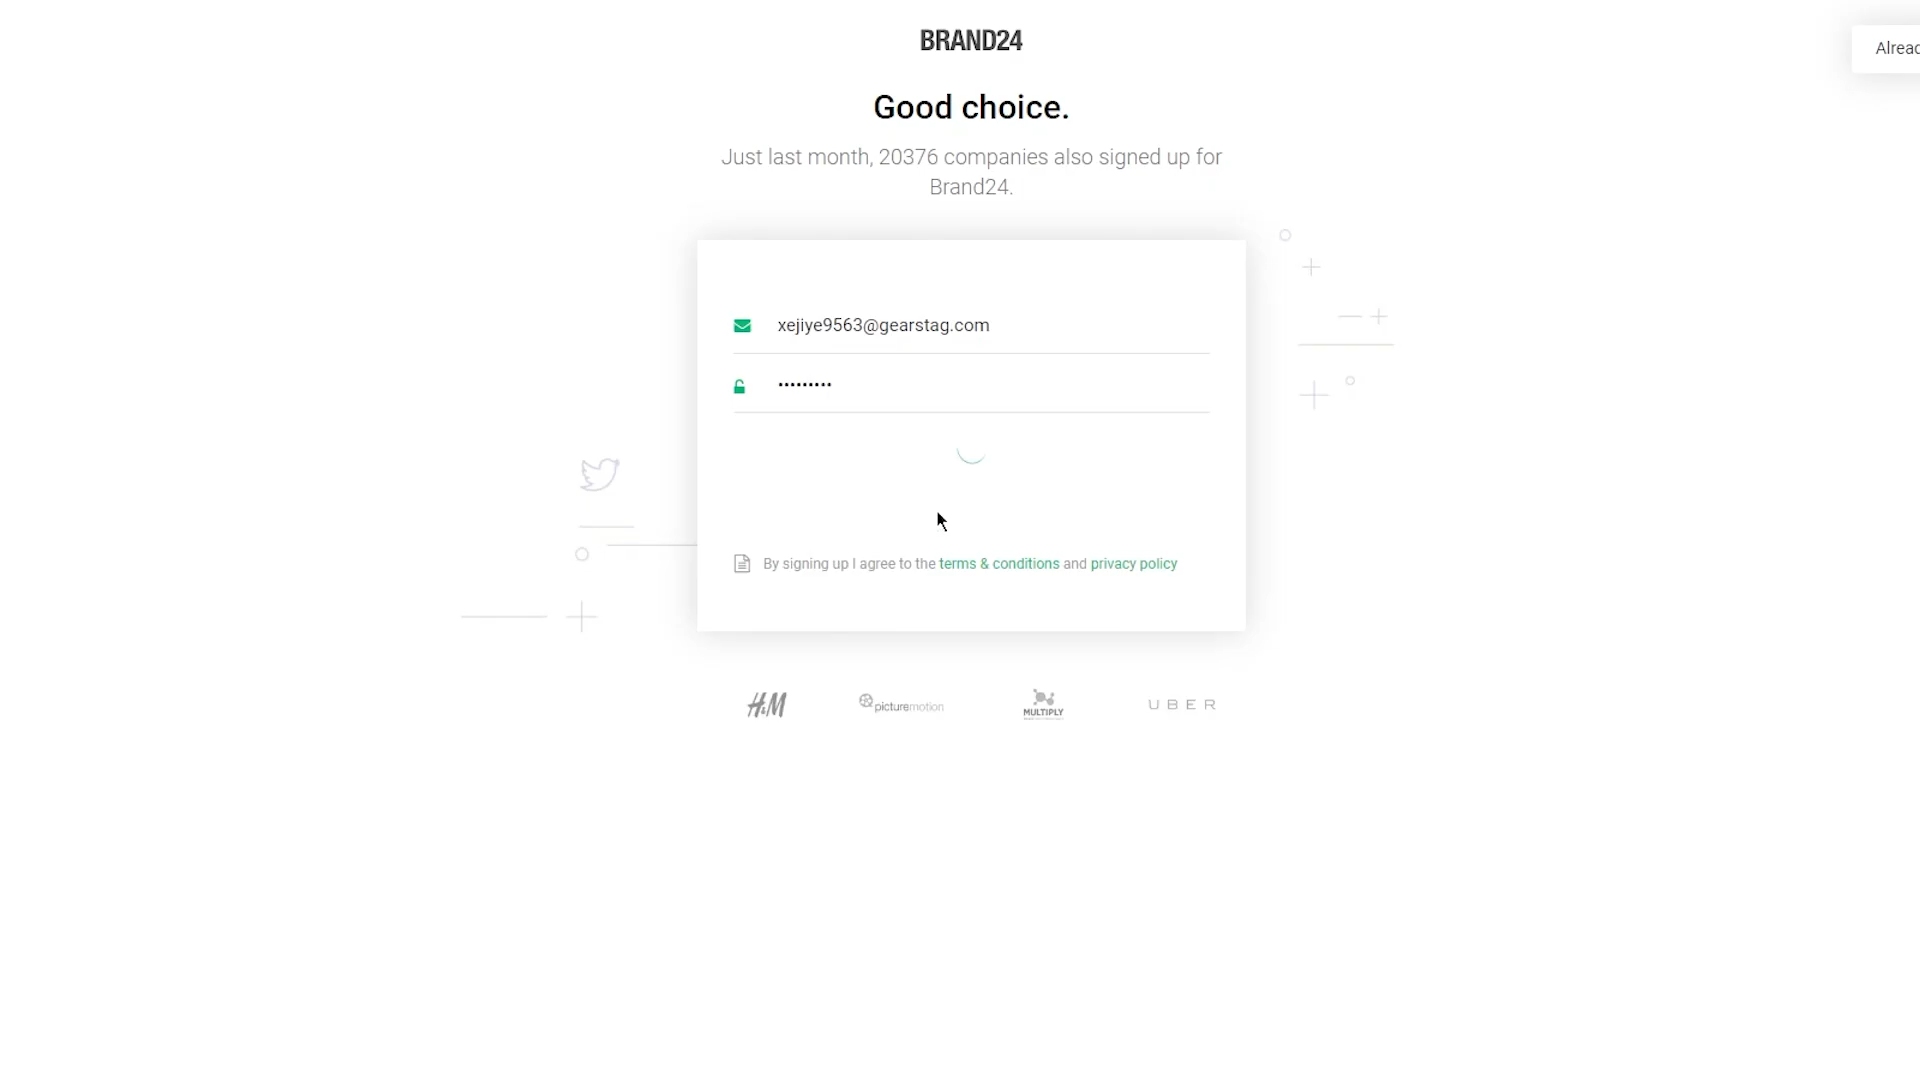 BRAND24
Alread
Good choice.
Just last month, 20376 companies also signed up for
Brand24.
xejiye9563@gearstag.com
•••••••••
By signing up I agree to the terms & conditions and privacy policy
H&M picturemotion MULTIPLY UBER